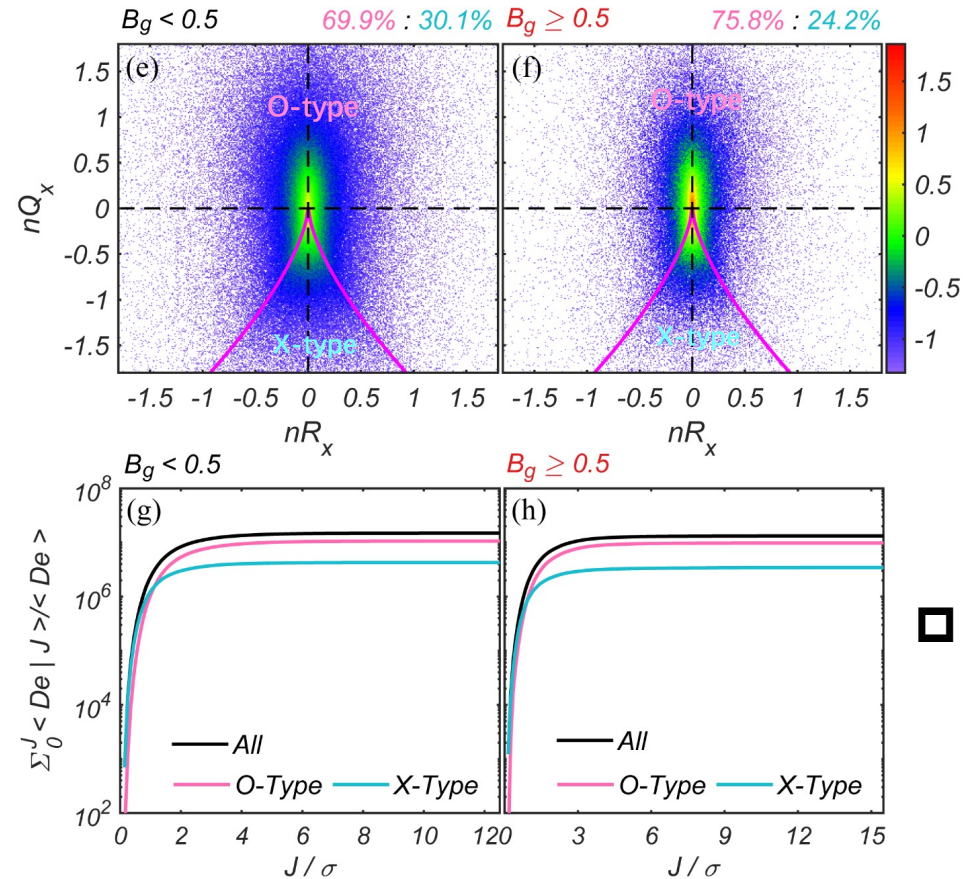 B_g < 0.5 69.9% : 30.1% B_g ≥ 0.5 75.8% : 24.2%
(e) (f)
O-type O-type
X-type X-type
1.5
1
0.5
0
-0.5
-1
-1.5
nQ_x
1.5
1
0.5
0
-0.5
-1
-1.5 -1 -0.5 0 0.5 1 1.5 -1.5 -1 -0.5 0 0.5 1 1.5
nR_x nR_x
B_g < 0.5 B_g ≥ 0.5
(g) (h)
10^8
10^6
10^4
10^2
Σ_0^J < De | J >/< De >
All All
O-Type X-Type O-Type X-Type
0 2 4 6 8 10 12 0 3 6 9 12 15
J / σ J / σ